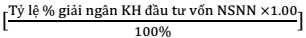 [Tỷ lệ % giải ngân KH đầu tư vốn NSNN ×1.00
100%]